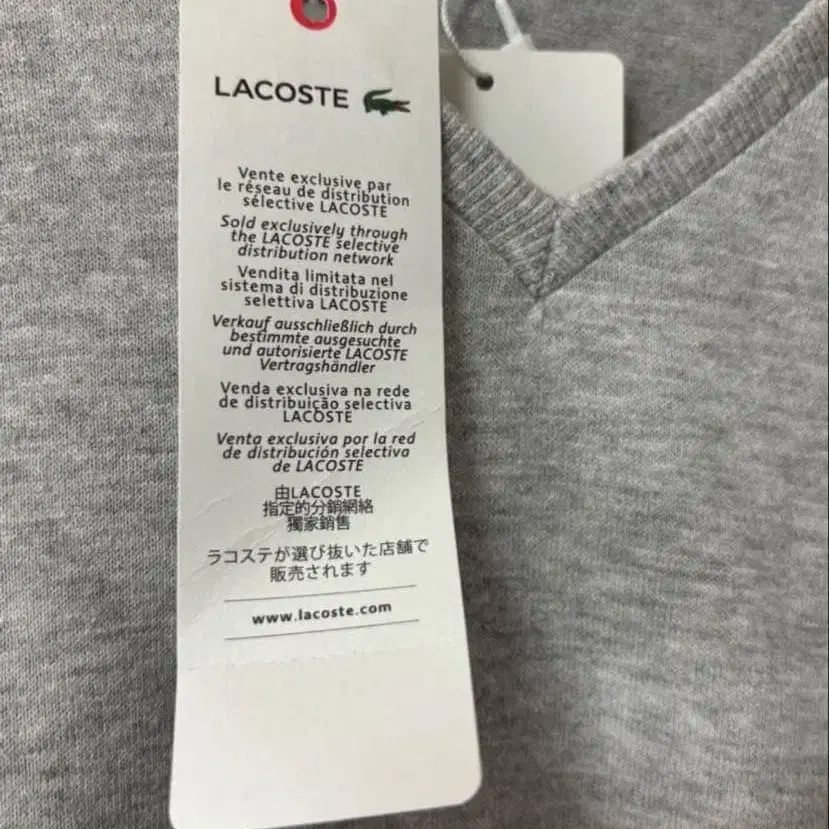 LACOSTE
Vente exclusive par
le réseau de distribution
sélective LACOSTE
Sold exclusively through
the LACOSTE selective
distribution network
Vendita limitata nel
sistema di distribuzione
selettiva LACOSTE
Verkauf ausschließlich durch
bestimmte ausgesuchte
und autorisierte LACOSTE
Vertragshändler
Venda exclusiva na rede
de distribuição selectiva
LACOSTE
Venta exclusiva por la red
de distribución selectiva
de LACOSTE
由LACOSTE
指定的分銷網絡
獨家銷售
ラコステが選び抜いた店舗で
販売されます
www.lacoste.com